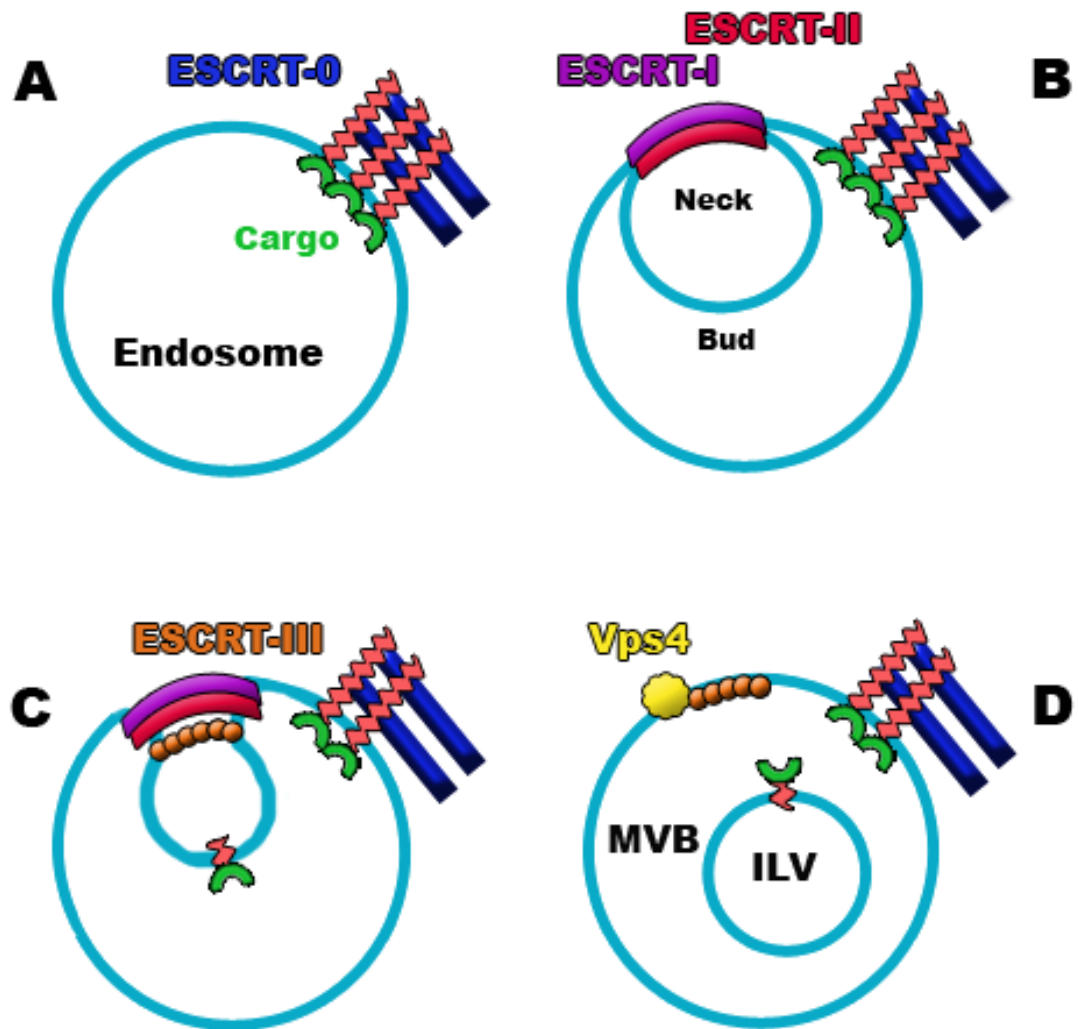 A
ESCRT-0
Cargo
Endosome
ESCRT-II
ESCRT-I
B
Neck
Bud
ESCRT-III
C
Vps4
D
MVB
ILV